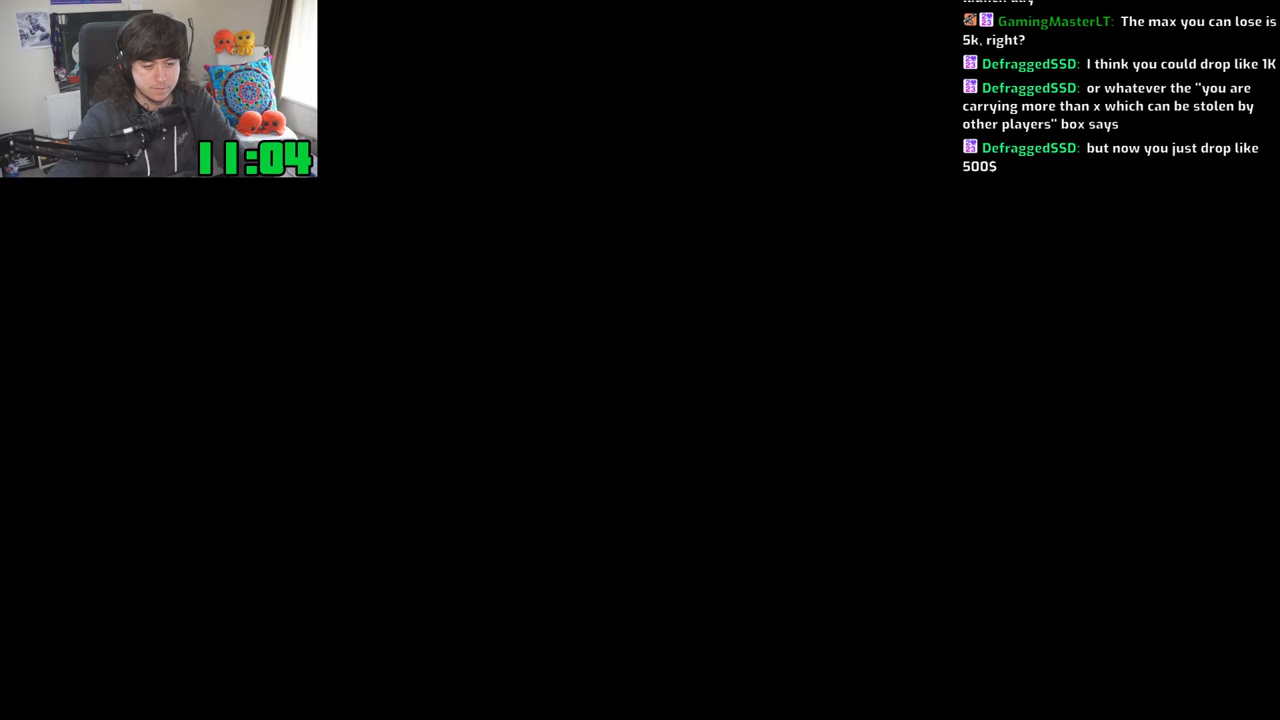 GamingMasterLT: The max you can lose is
5k, right?
DefraggedSSD: I think you could drop like 1K
DefraggedSSD: or whatever the "you are
carrying more than x which can be stolen by
other players" box says
DefraggedSSD: but now you just drop like
500$
11:04